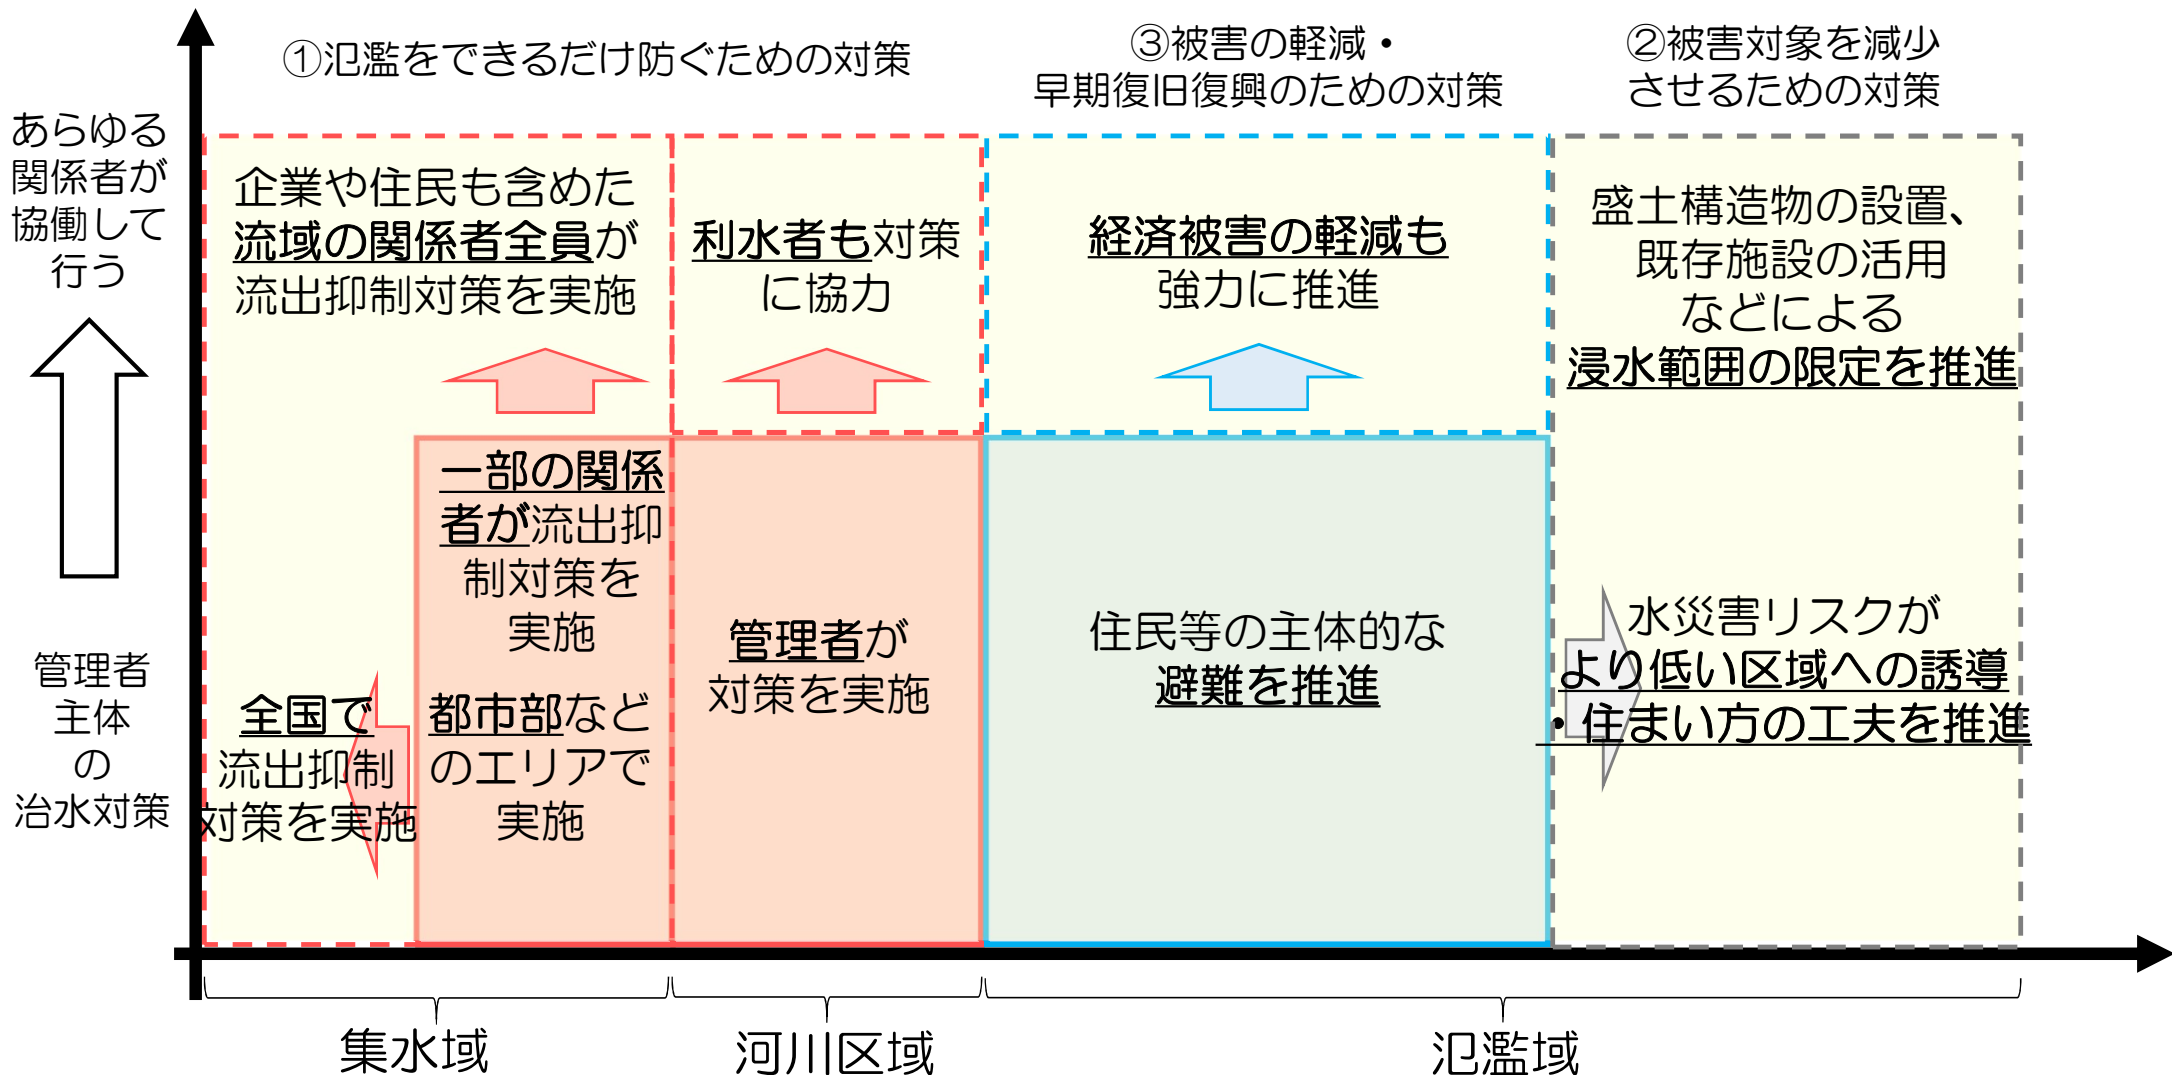 ①氾濫をできるだけ防ぐための対策
③被害の軽減・
早期復旧復興のための対策
②被害対象を減少
させるための対策
あらゆる
関係者が
協働して
行う
管理者
主体
の
治水対策
企業や住民も含めた
流域の関係者全員が
流出抑制対策を実施
利水者も対策
に協力
経済被害の軽減も
強力に推進
盛土構造物の設置、
既存施設の活用
などによる
浸水範囲の限定を推進
一部の関係
者が流出抑
制対策を
実施
全国で
流出抑制
対策を実施
都市部など
のエリアで
実施
管理者が
対策を実施
住民等の主体的な
避難を推進
水災害リスクが
より低い区域への誘導
・住まい方の工夫を推進
集水域
河川区域
氾濫域